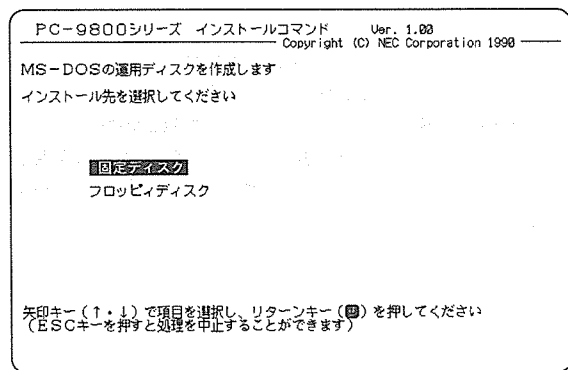 PC-9800シリーズ インストールコマンド Ver. 1.00
Copyright (C) NEC Corporation 1990
MS-DOSの運用ディスクを作成します
インストール先を選択してください
固定ディスク
フロッピィディスク
矢印キー(↑・↓)で項目を選択し、リターンキー(⏎)を押してください
(ESCキーを押すと処理を中止することができます)